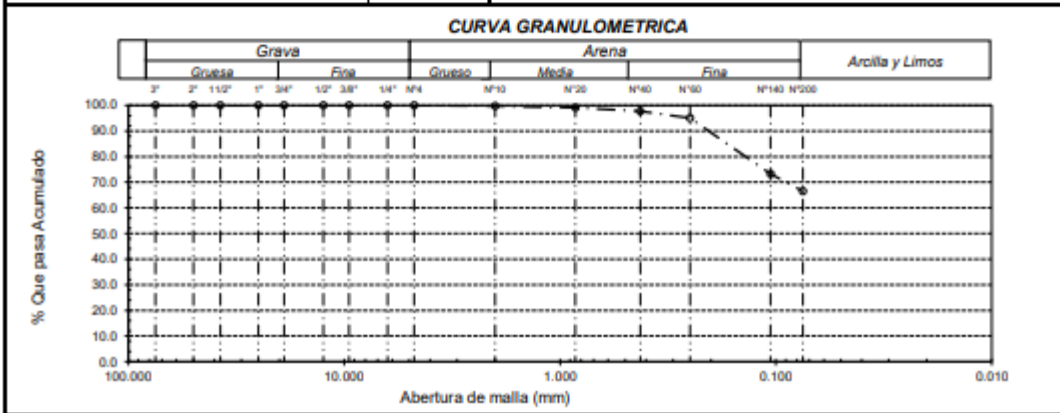 CURVA GRANULOMETRICA
Grava Arena Arcilla y Limos
Gruesa Fina Grueso Media Fina
3" 2" 1 1/2" 1" 3/4" 1/2" 3/8" 1/4" N°4 N°10 N°20 N°40 N°60 N°140 N°200
100.0
90.0
80.0
70.0
60.0
50.0
40.0
30.0
20.0
10.0
0.0
% Que pasa Acumulado
100.000 10.000 1.000 0.100 0.010
Abertura de malla (mm)